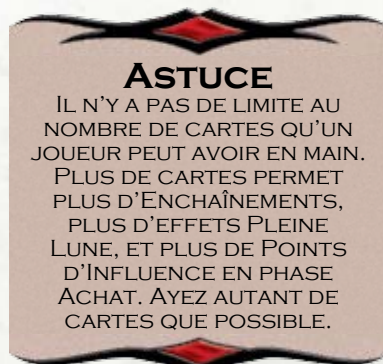 ASTUCE
IL N'Y A PAS DE LIMITE AU
NOMBRE DE CARTES QU'UN
JOUEUR PEUT AVOIR EN MAIN.
PLUS DE CARTES PERMET
PLUS D'ENCHAÎNEMENTS,
PLUS D'EFFETS PLEINE
LUNE, ET PLUS DE POINTS
D'INFLUENCE EN PHASE
ACHAT. AYEZ AUTANT DE
CARTES QUE POSSIBLE.